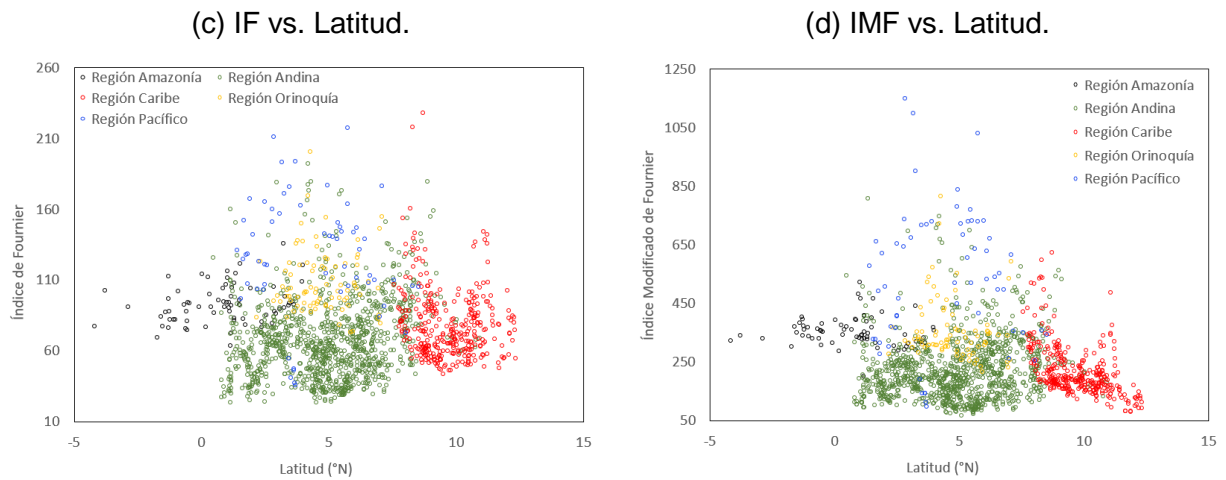 (c) IF vs. Latitud.
260
210
160
110
60
10
-5
0
5
10
15
Índice de Fournier
Latitud (°N)
Región Amazonía
Región Andina
Región Caribe
Región Orinoquía
Región Pacífico
(d) IMF vs. Latitud.
1250
1050
850
650
450
250
50
-5
0
5
10
15
Índice Modificado de Fournier
Latitud (°N)
Región Amazonía
Región Andina
Región Caribe
Región Orinoquía
Región Pacífico